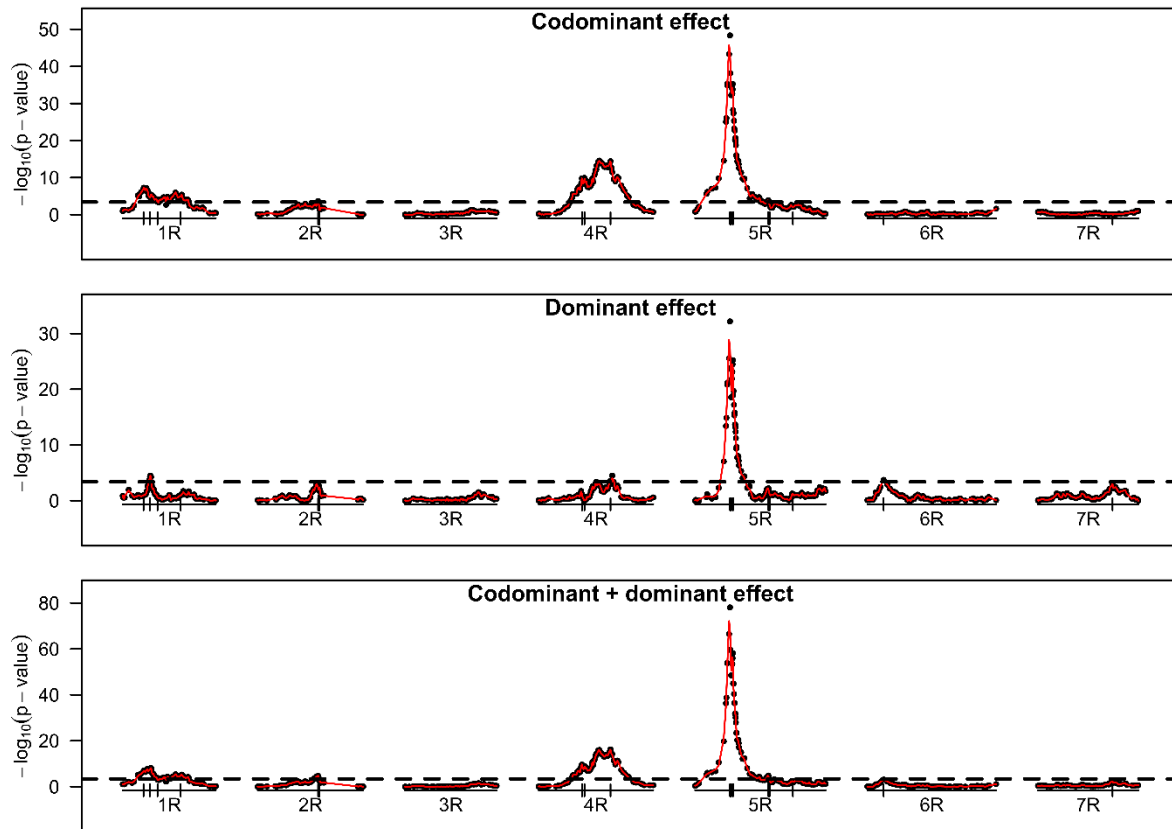 Codominant effect
50
40
30
20
10
0
− log10(p − value)
1R 2R 3R 4R 5R 6R 7R
Dominant effect
30
20
10
0
− log10(p − value)
1R 2R 3R 4R 5R 6R 7R
Codominant + dominant effect
80
60
40
20
0
− log10(p − value)
1R 2R 3R 4R 5R 6R 7R